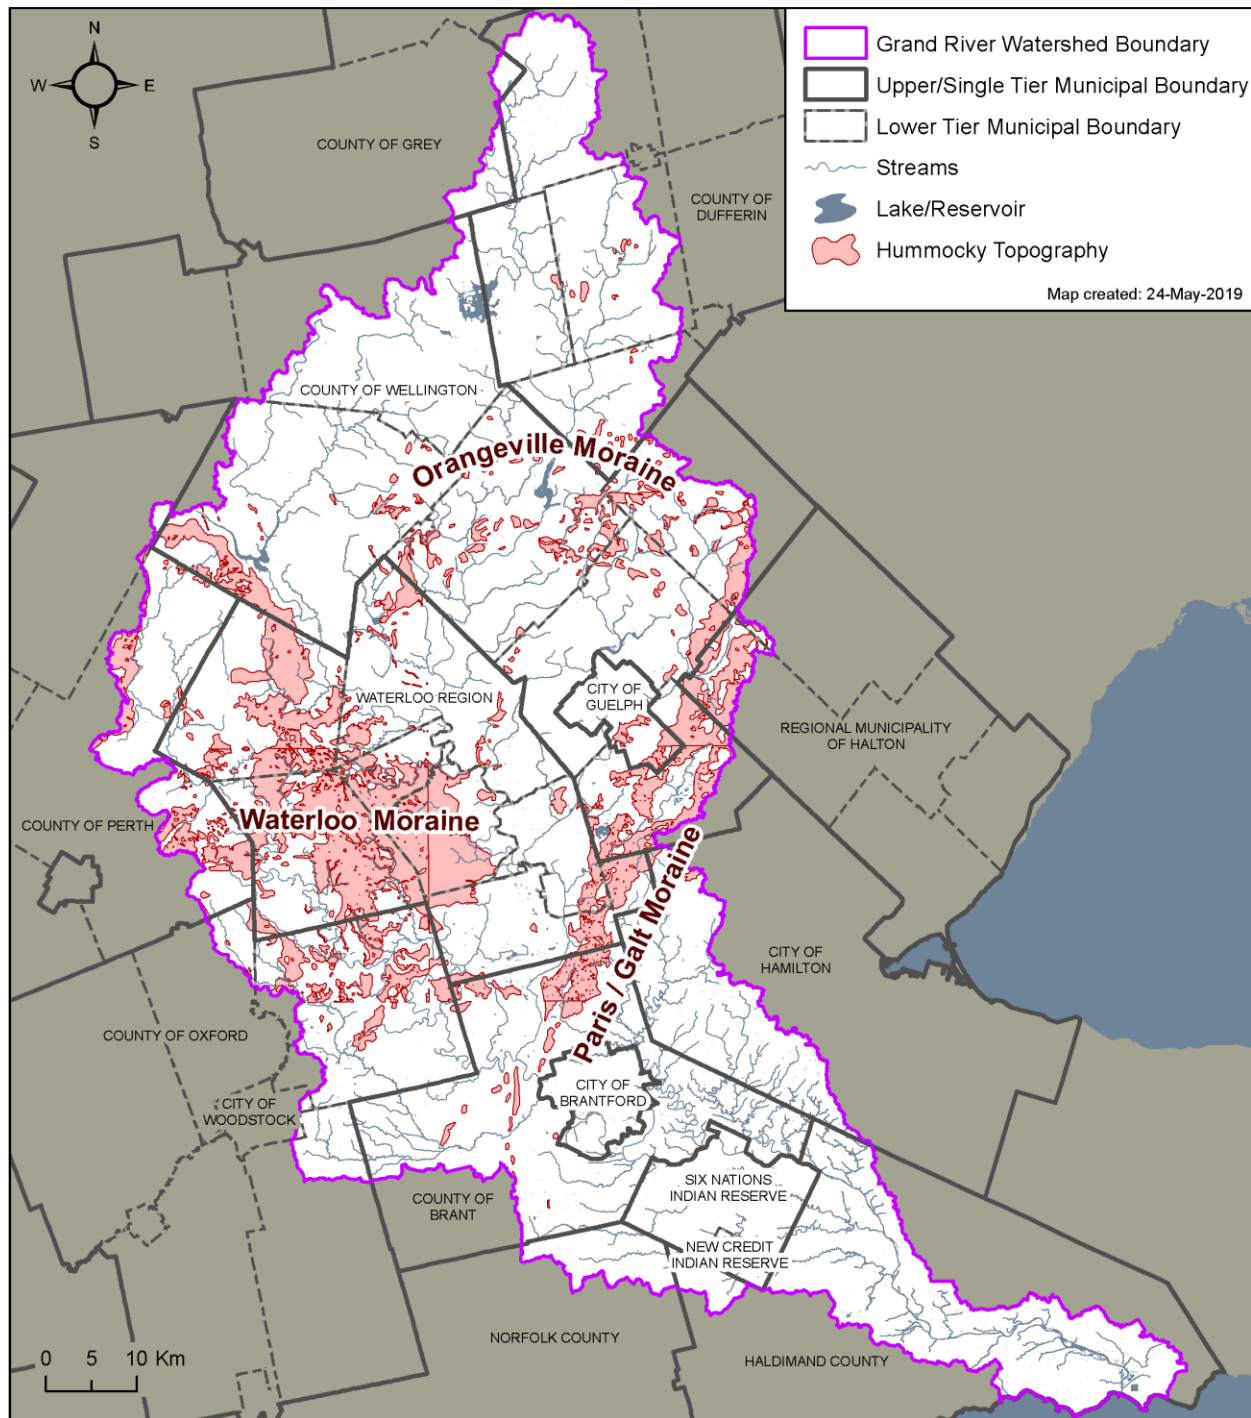 N
W
E
S
Grand River Watershed Boundary
Upper/Single Tier Municipal Boundary
Lower Tier Municipal Boundary
Streams
Lake/Reservoir
Hummocky Topography
Map created: 24-May-2019
COUNTY OF GREY
COUNTY OF
DUFFERIN
COUNTY OF WELLINGTON
Orangeville Moraine
CITY OF
GUELPH
WATERLOO REGION
REGIONAL MUNICIPALITY
OF HALTON
Waterloo Moraine
COUNTY OF PERTH
Paris / Galt Moraine
CITY OF
HAMILTON
COUNTY OF OXFORD
CITY OF
WOODSTOCK
CITY OF
BRANTFORD
SIX NATIONS
INDIAN RESERVE
COUNTY OF
BRANT
NEW CREDIT
INDIAN RESERVE
NORFOLK COUNTY
HALDIMAND COUNTY
0 5 10 Km